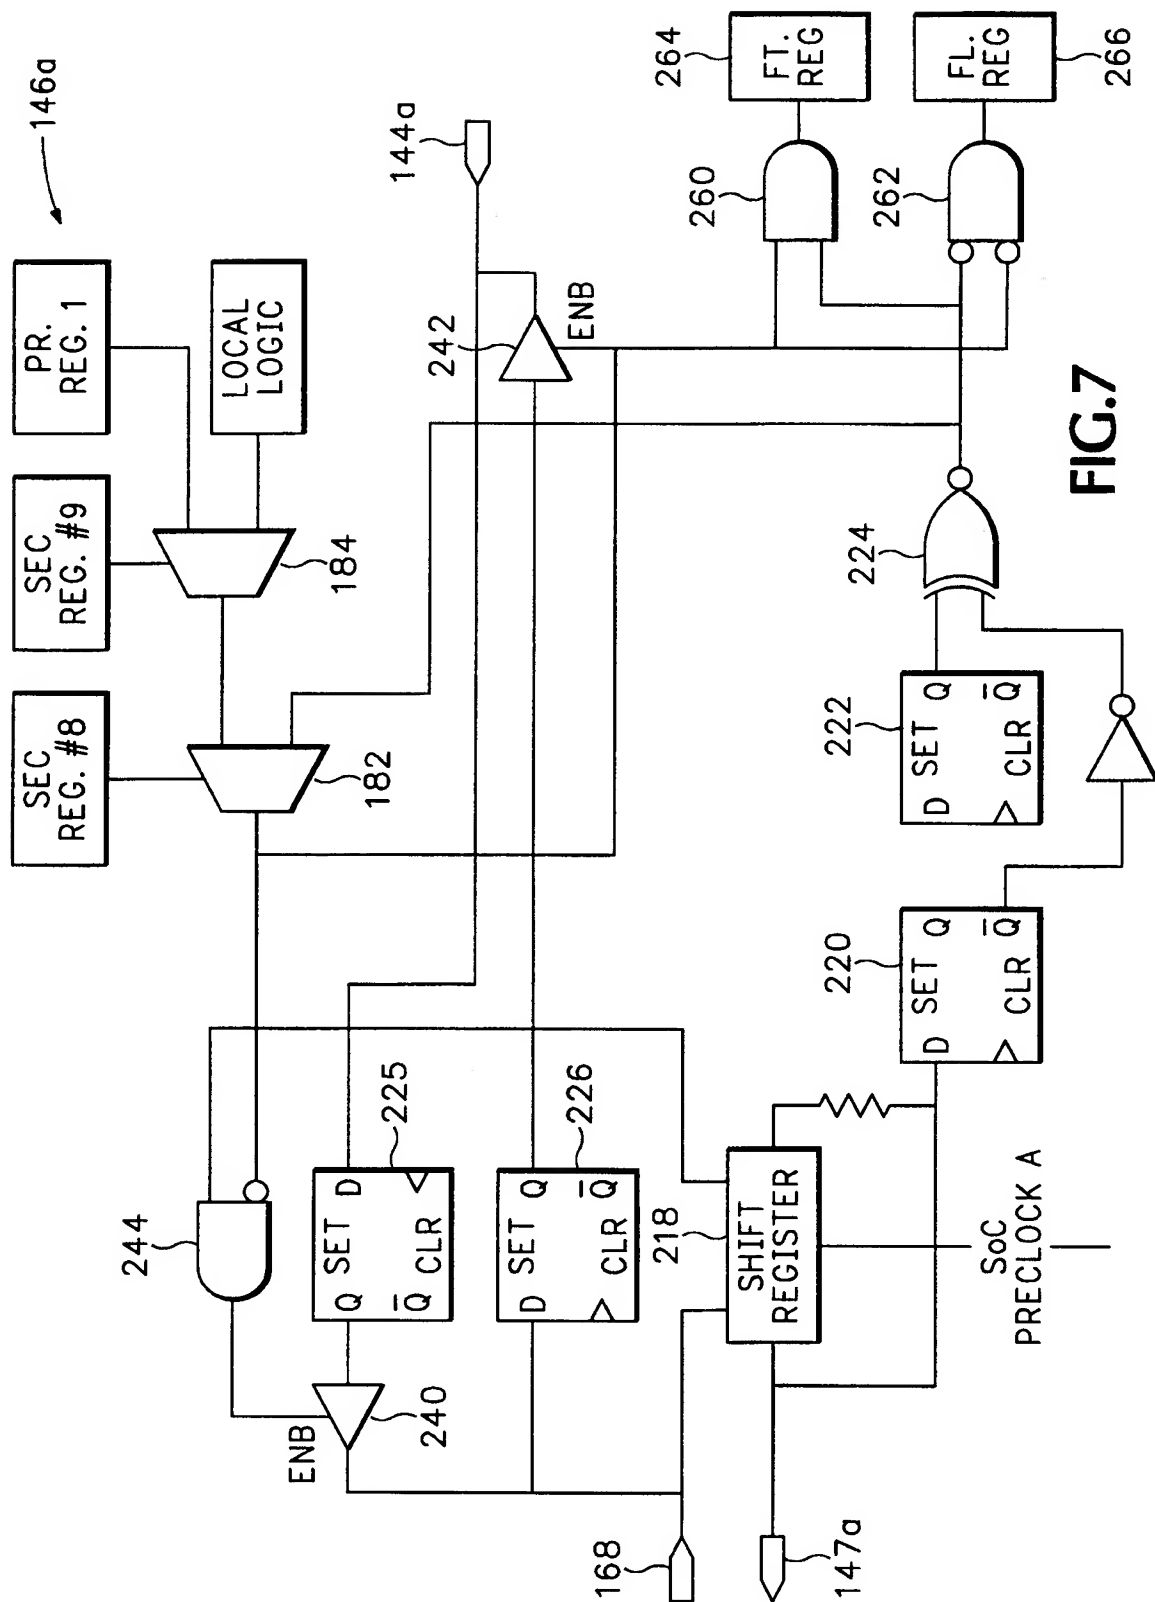 146a
PR.
REG. 1
LOCAL
LOGIC
SEC
REG. #9
184
SEC
REG. #8
182
144a
242
ENB
264
FT.
REG
260
266
FL.
REG
262
244
ENB
240
225
SET
D
Q
Q
CLR
226
SET
D
Q
Q
CLR
218
SHIFT
REGISTER
168
147a
SoC
PRECLOCK A
220
SET
D
Q
Q
CLR
222
SET
D
Q
Q
CLR
224
FIG.7